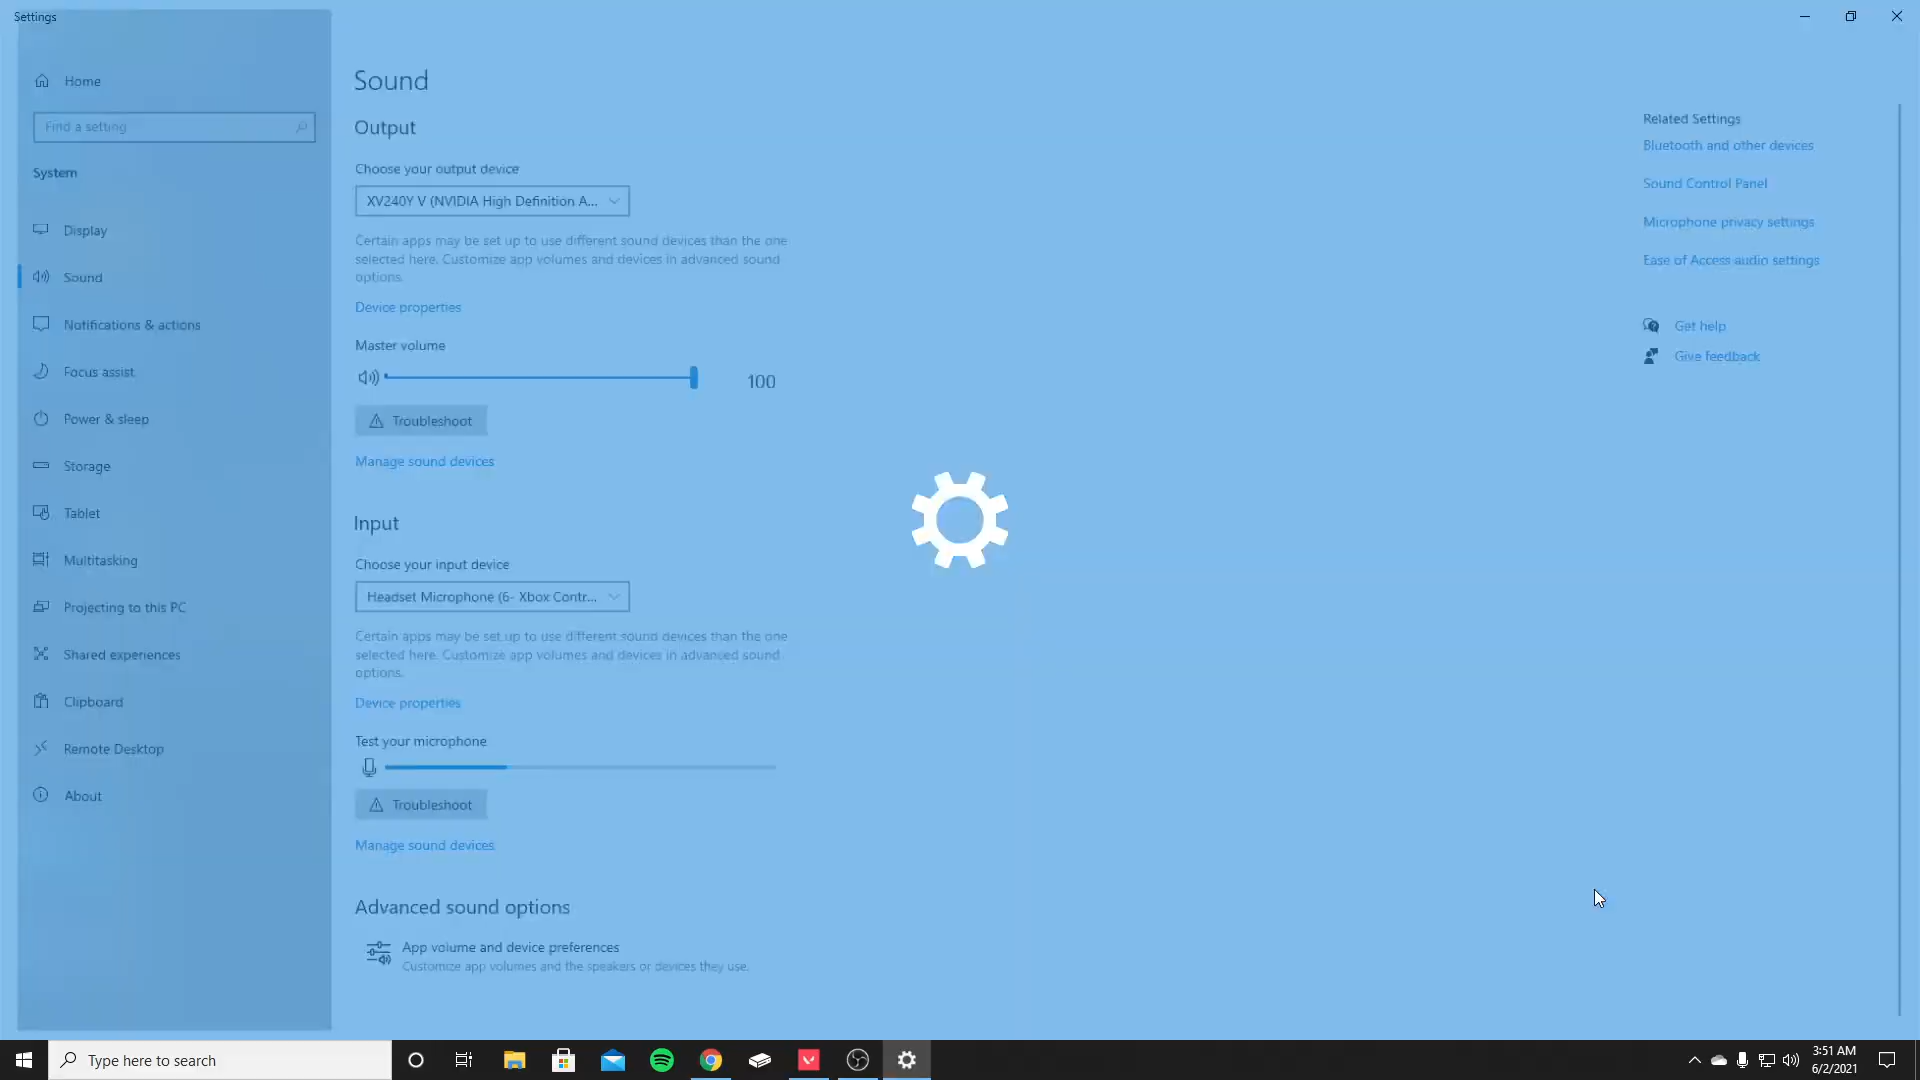 Settings
Home
Find a setting
System
Display
Sound
Notifications & actions
Focus assist
Power & sleep
Storage
Tablet
Multitasking
Projecting to this PC
Shared experiences
Clipboard
Remote Desktop
About
Sound
Output
Choose your output device
XV240Y V (NVIDIA High Definition A...
Certain apps may be set up to use different sound devices than the one
selected here. Customize app volumes and devices in advanced sound
options.
Device properties
Master volume
100
Troubleshoot
Manage sound devices
Input
Choose your input device
Headset Microphone (6- Xbox Contr...
Certain apps may be set up to use different sound devices than the one
selected here. Customize app volumes and devices in advanced sound
options.
Device properties
Test your microphone
Troubleshoot
Manage sound devices
Advanced sound options
App volume and device preferences
Customize app volumes and the speakers or devices they use.
Related Settings
Bluetooth and other devices
Sound Control Panel
Microphone privacy settings
Ease of Access audio settings
Get help
Give feedback
Type here to search
3:51 AM
6/2/2021